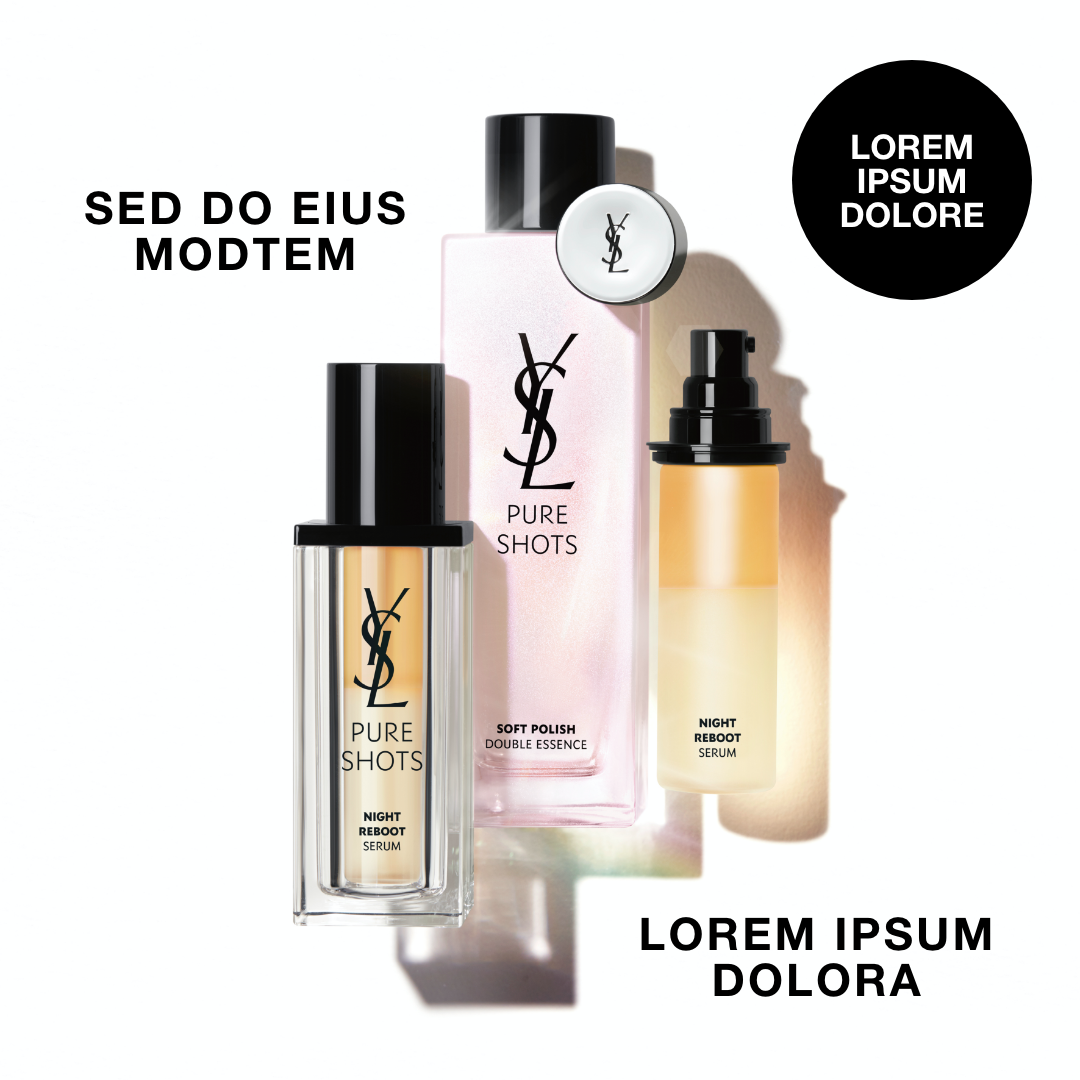 LOREM
IPSUM
DOLORE
SED DO EIUS
MODTEM
YSL
YSL
PURE
SHOTS
SOFT POLISH
DOUBLE ESSENCE
YSL
PURE
SHOTS
NIGHT
REBOOT
SERUM
NIGHT
REBOOT
SERUM
LOREM IPSUM
DOLORA